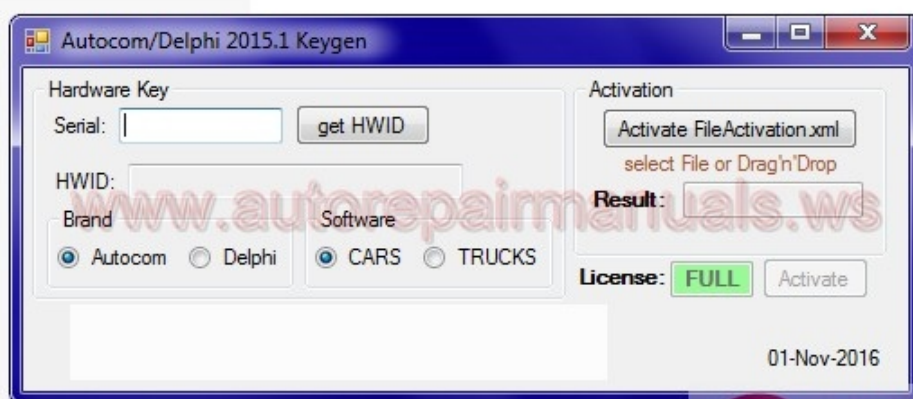 Autocom/Delphi 2015.1 Keygen
Hardware Key
Serial:
get HWID
HWID:
Brand
Autocom
Delphi
Software
CARS
TRUCKS
Activation
Activate FileActivation.xml
select File or Drag'n'Drop
Result:
License:
FULL
Activate
01-Nov-2016
www.autorepairmanuals.ws